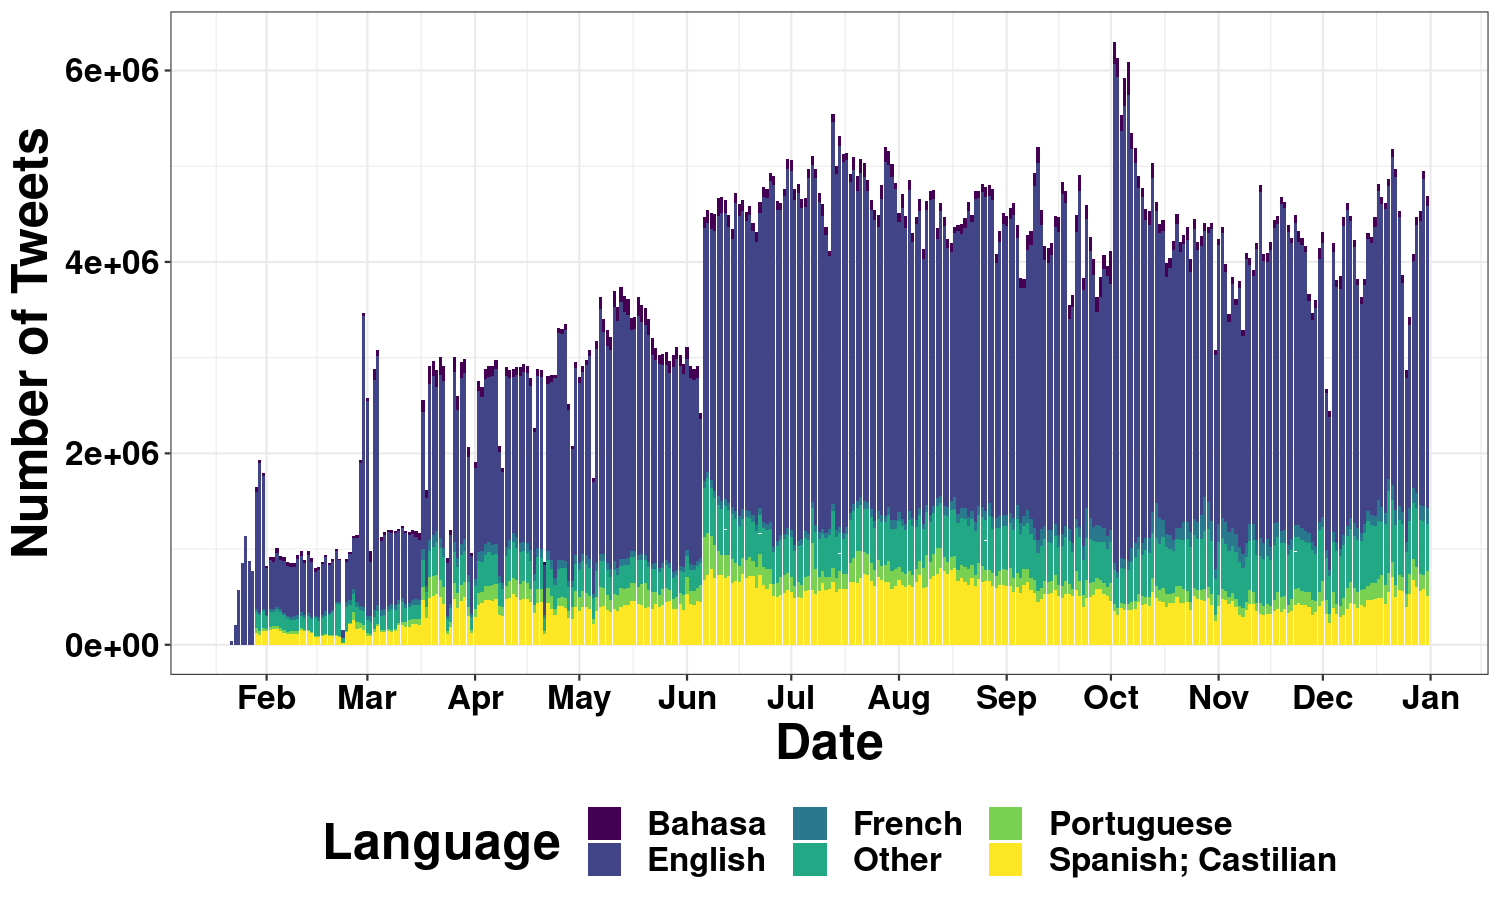 Number of Tweets
6e+06
4e+06
2e+06
0e+00
Feb Mar Apr May Jun Jul Aug Sep Oct Nov Dec Jan
Date
Language
Bahasa French Portuguese
English Other Spanish; Castilian